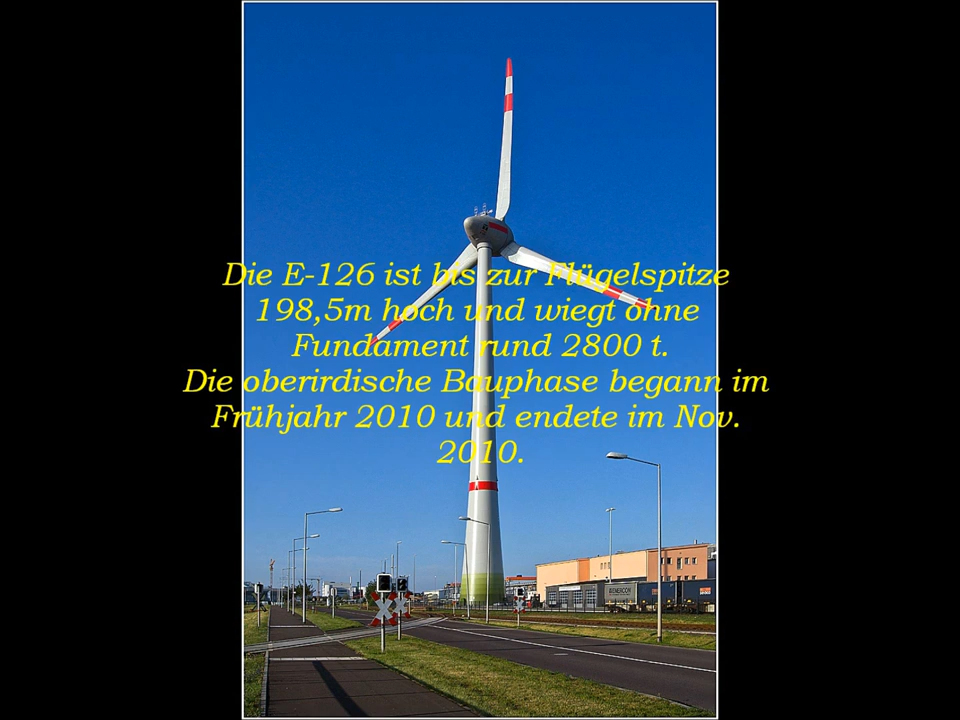 Die E-126 ist bis zur Flügelspitze
198,5m hoch und wiegt ohne
Fundament rund 2800 t.
Die oberirdische Bauphase begann im
Frühjahr 2010 und endete im Nov.
2010.
ENERCON